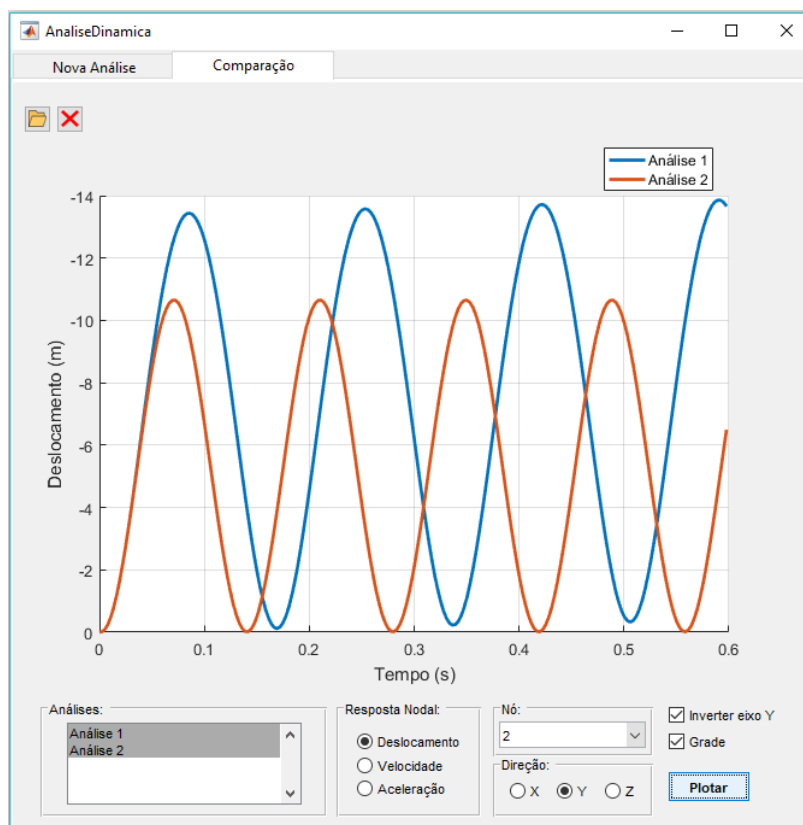 AnaliseDinamica
Nova Análise
Comparação
Análise 1
Análise 2
-14
-12
-10
-8
-6
-4
-2
0
Deslocamento (m)
0 0.1 0.2 0.3 0.4 0.5 0.6
Tempo (s)
Análises:
Análise 1
Análise 2
Resposta Nodal:
Deslocamento
Velocidade
Aceleração
Nó:
2
Direção:
X Y Z
Inverter eixo Y
Grade
Plotar